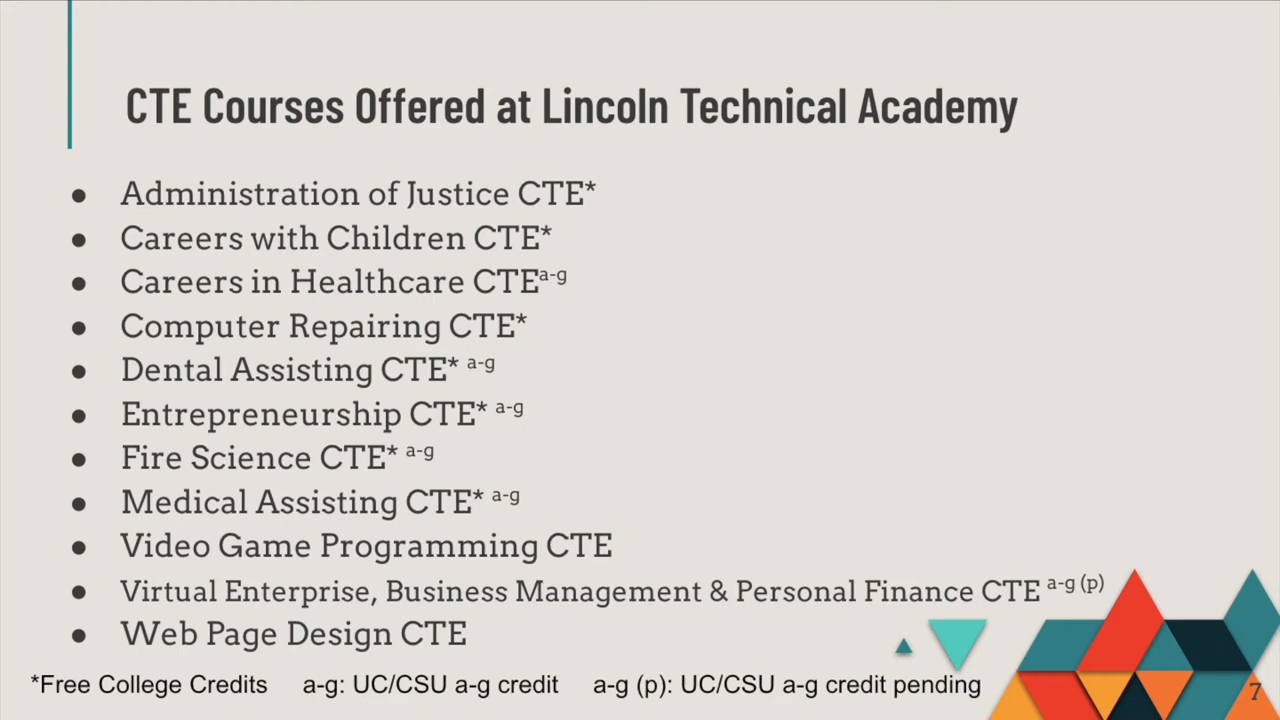 CTE Courses Offered at Lincoln Technical Academy
● Administration of Justice CTE*
● Careers with Children CTE*
● Careers in Healthcare CTEa-g
● Computer Repairing CTE*
● Dental Assisting CTE* a-g
● Entrepreneurship CTE* a-g
● Fire Science CTE* a-g
● Medical Assisting CTE* a-g
● Video Game Programming CTE
● Virtual Enterprise, Business Management & Personal Finance CTE a-g (p)
● Web Page Design CTE
*Free College Credits a-g: UC/CSU a-g credit a-g (p): UC/CSU a-g credit pending
7